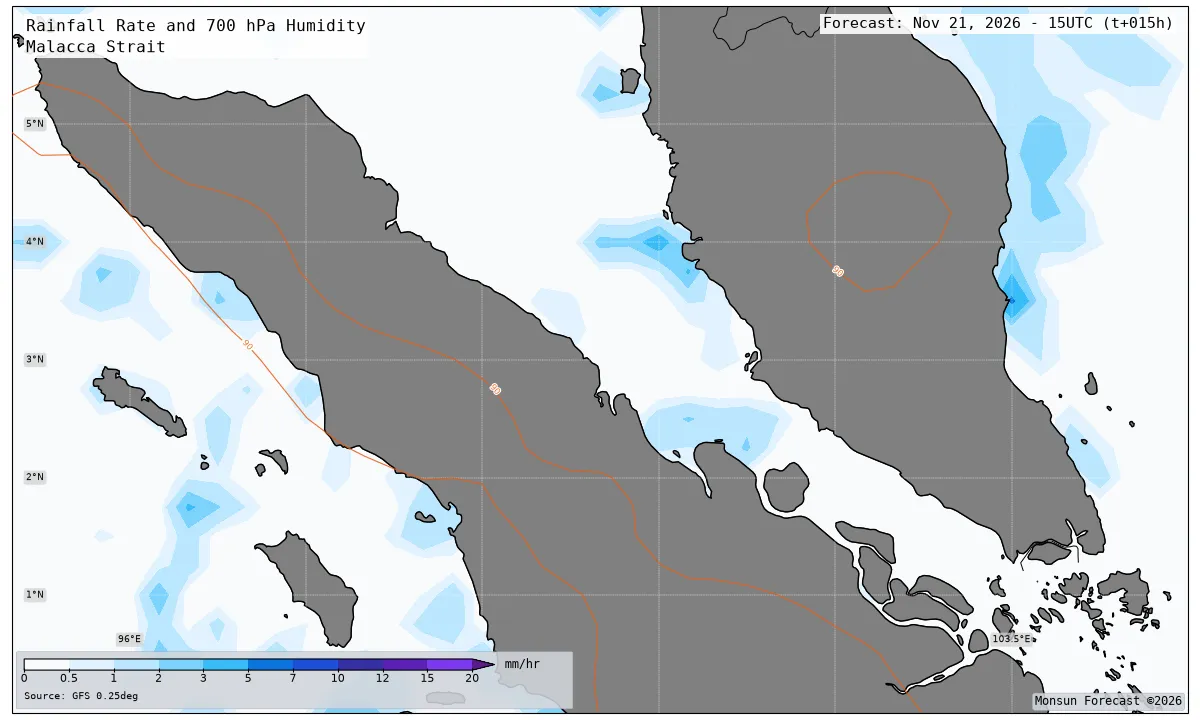 Rainfall Rate and 700 hPa Humidity
Malacca Strait
Forecast: Nov 21, 2026 - 15UTC (t+015h)
5°N
4°N
90
3°N
90
90
2°N
1°N
96°E
103.5°E
mm/hr
0 0.5 1 2 3 5 7 10 12 15 20
Source: GFS 0.25deg
Monsun Forecast ©2026